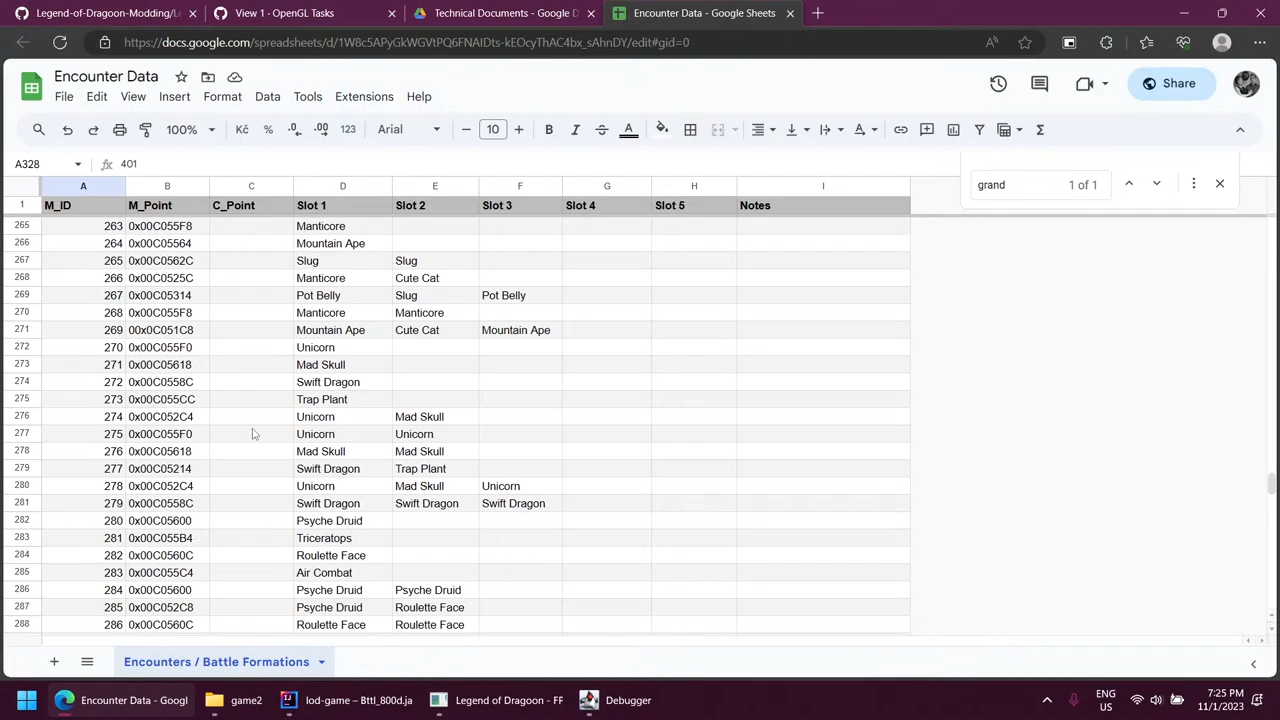 Legend-of-Dragoon-Modding/Le
View 1 · OpenGL Tasks
Technical Documents - Google D
Encounter Data - Google Sheets
https://docs.google.com/spreadsheets/d/1W8c5APyGkWGVtPQ6FNAIDts-kEOcyThAC4bx_sAhnDY/edit#gid=0
Encounter Data
Share
File Edit View Insert Format Data Tools Extensions Help
100% Kč % .0 .00 123 Arial 10 B I S A
A328 fx 401
grand 1 of 1
A B C D E F G H I
1 M_ID M_Point C_Point Slot 1 Slot 2 Slot 3 Slot 4 Slot 5 Notes
265 263 0x00C055F8 Manticore
266 264 0x00C05564 Mountain Ape
267 265 0x00C0562C Slug Slug
268 266 0x00C0525C Manticore Cute Cat
269 267 0x00C05314 Pot Belly Slug Pot Belly
270 268 0x00C055F8 Manticore Manticore
271 269 00x0C051C8 Mountain Ape Cute Cat Mountain Ape
272 270 0x00C055F0 Unicorn
273 271 0x00C05618 Mad Skull
274 272 0x00C0558C Swift Dragon
275 273 0x00C055CC Trap Plant
276 274 0x00C052C4 Unicorn Mad Skull
277 275 0x00C055F0 Unicorn Unicorn
278 276 0x00C05618 Mad Skull Mad Skull
279 277 0x00C05214 Swift Dragon Trap Plant
280 278 0x00C052C4 Unicorn Mad Skull Unicorn
281 279 0x00C0558C Swift Dragon Swift Dragon Swift Dragon
282 280 0x00C05600 Psyche Druid
283 281 0x00C055B4 Triceratops
284 282 0x00C0560C Roulette Face
285 283 0x00C055C4 Air Combat
286 284 0x00C05600 Psyche Druid Psyche Druid
287 285 0x00C052C8 Psyche Druid Roulette Face
288 286 0x00C0560C Roulette Face Roulette Face
Encounters / Battle Formations
Encounter Data - Googl
game2
lod-game – Bttl_800d.ja
Legend of Dragoon - FF
Debugger
ENG
US
7:25 PM
11/1/2023